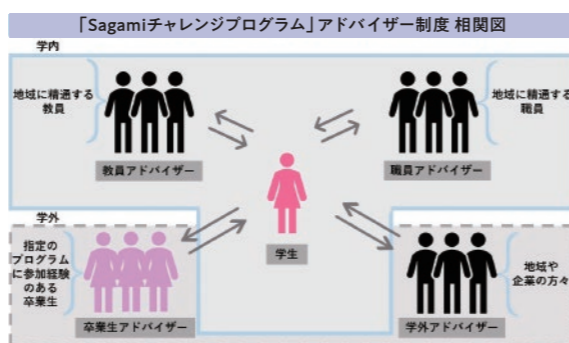 「Sagamiチャレンジプログラム」アドバイザー制度 相関図
学内
地域に精通する
教員
教員アドバイザー
地域に精通する
職員
職員アドバイザー
学生
学外
指定の
プログラム
に参加経験
のある
卒業生
卒業生アドバイザー
地域や
企業の方々
学外アドバイザー